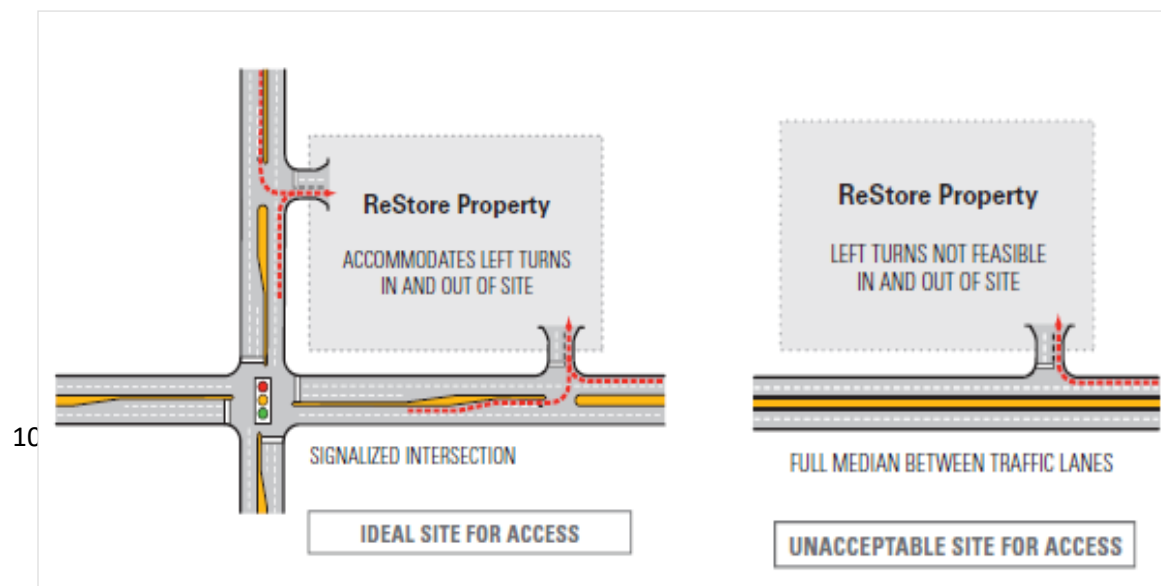 ReStore Property
ACCOMMODATES LEFT TURNS
IN AND OUT OF SITE
SIGNALIZED INTERSECTION
IDEAL SITE FOR ACCESS
ReStore Property
LEFT TURNS NOT FEASIBLE
IN AND OUT OF SITE
FULL MEDIAN BETWEEN TRAFFIC LANES
UNACCEPTABLE SITE FOR ACCESS